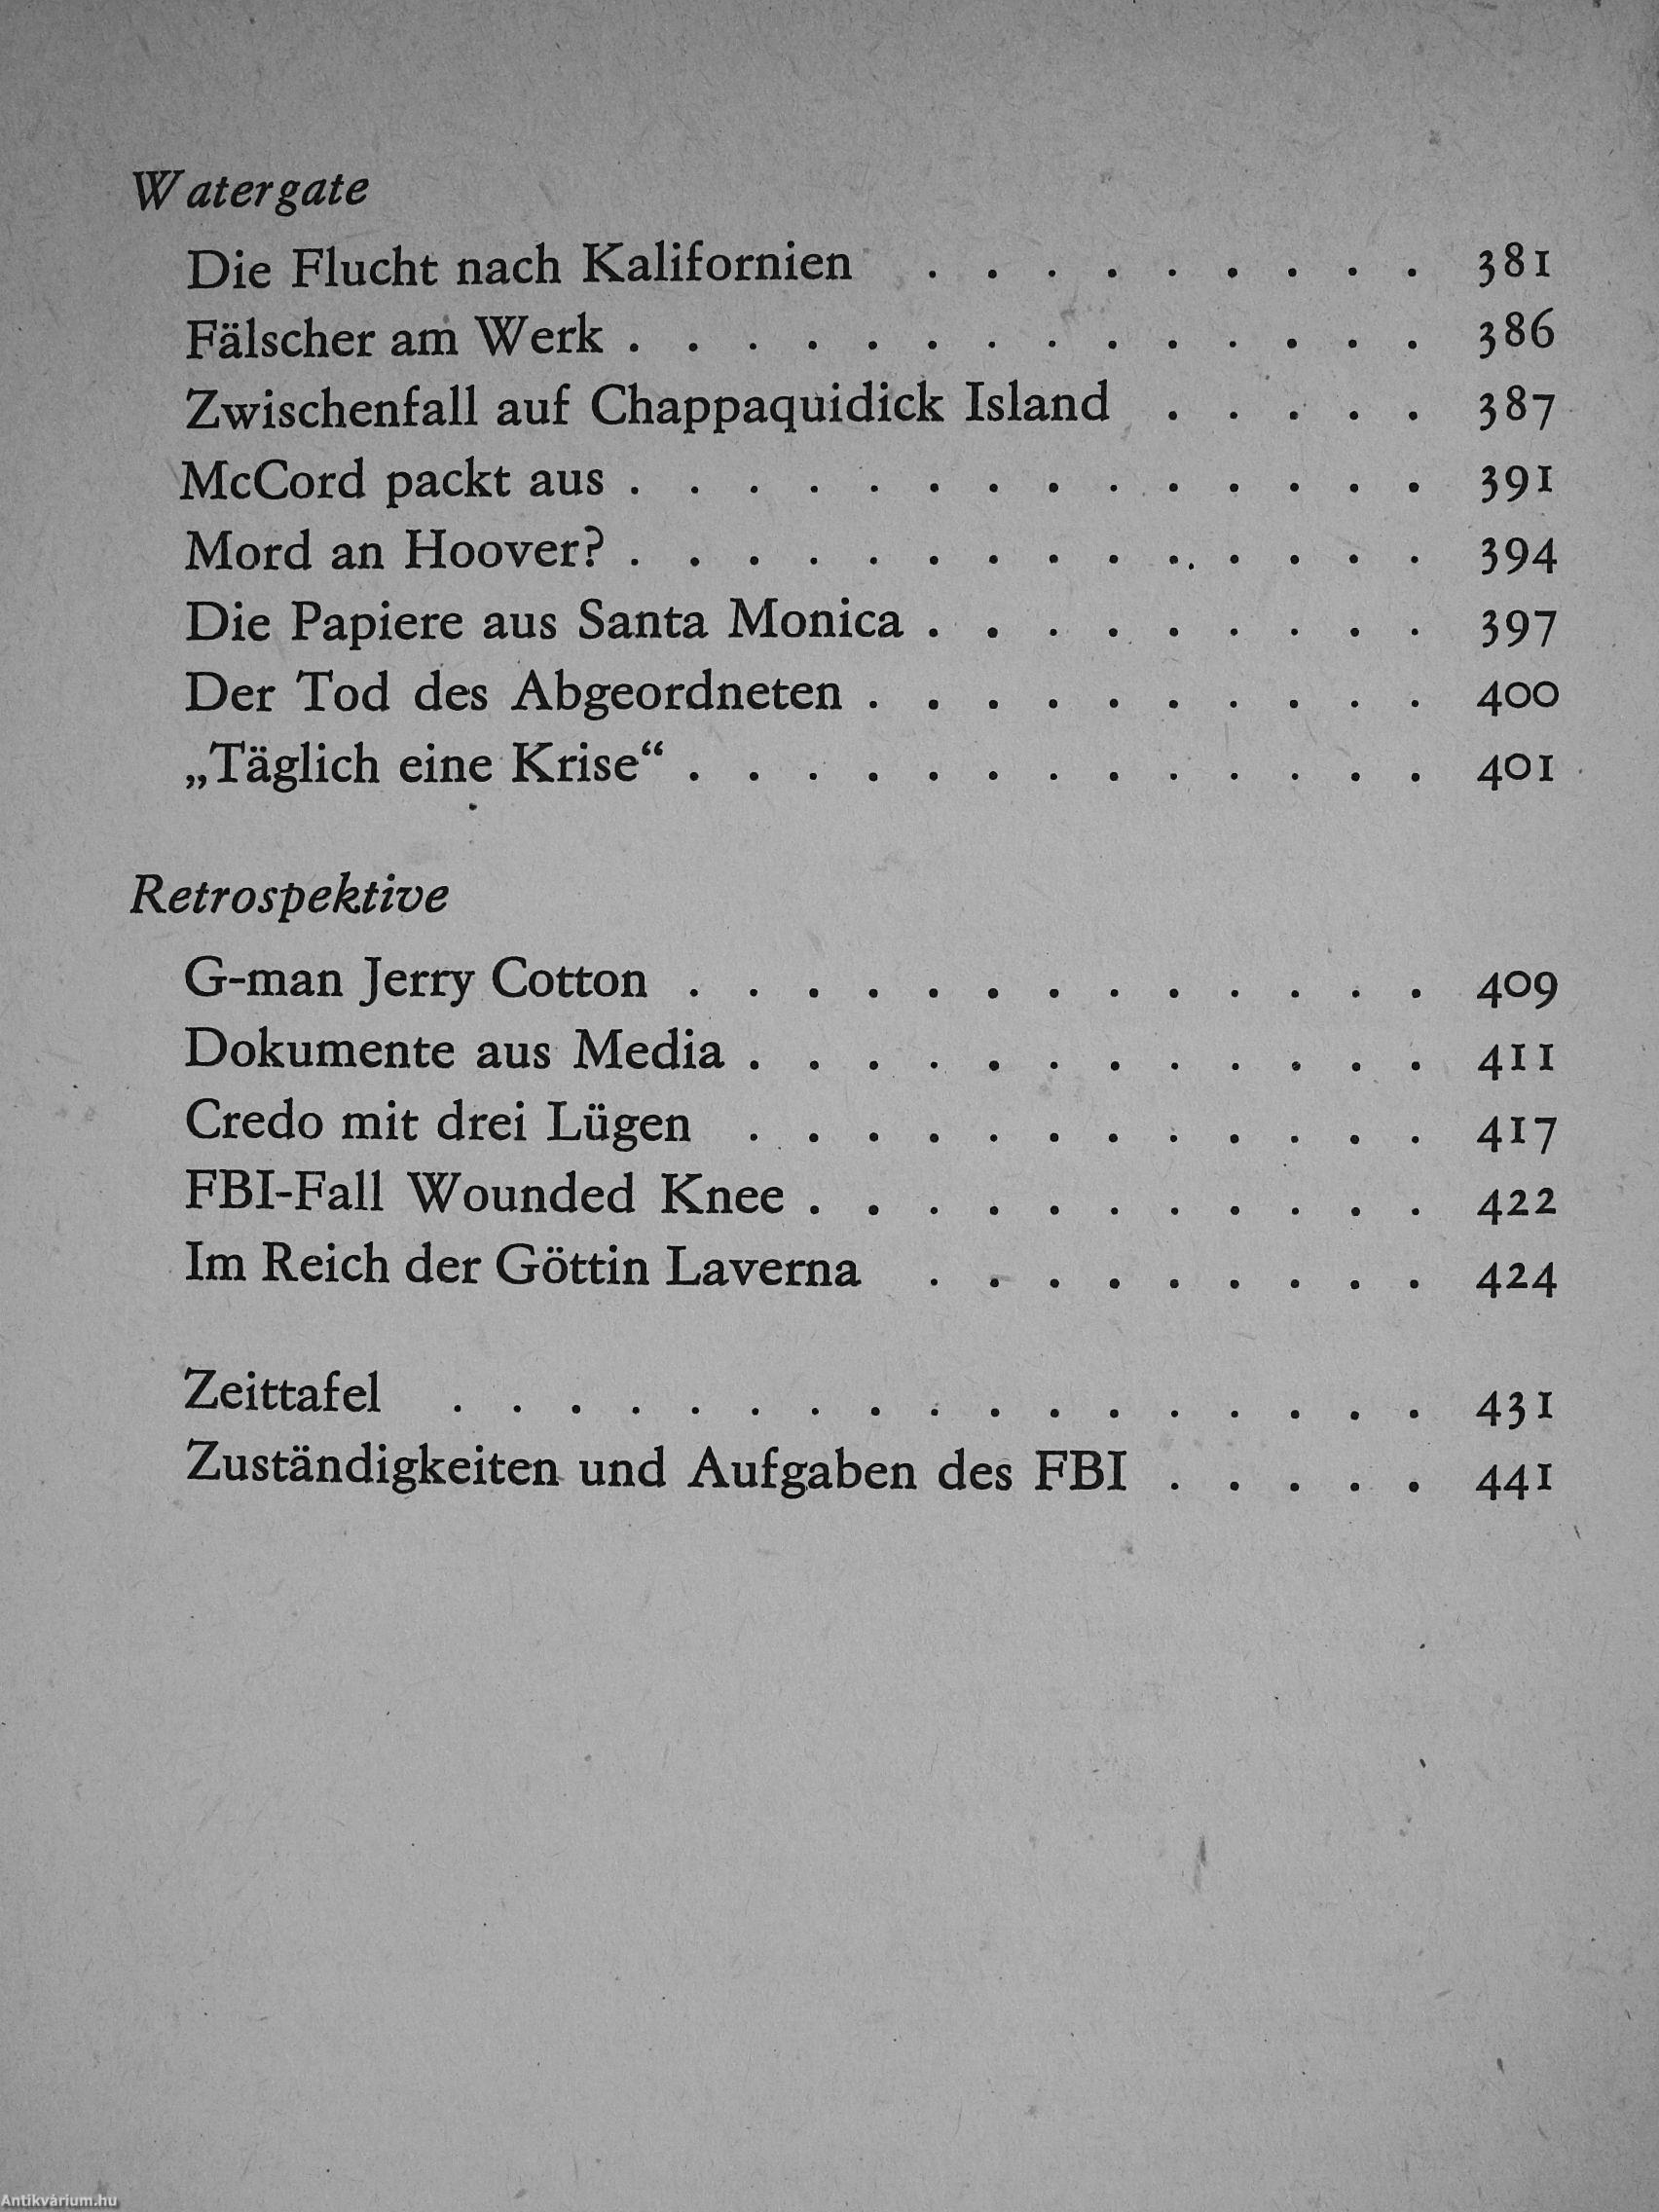 Watergate
Die Flucht nach Kalifornien . . . . . . . . . 381
Fälscher am Werk . . . . . . . . . . . . . . 386
Zwischenfall auf Chappaquidick Island . . . . . 387
McCord packt aus . . . . . . . . . . . . . . 391
Mord an Hoover? . . . . . . . . . . . . . . 394
Die Papiere aus Santa Monica . . . . . . . . . 397
Der Tod des Abgeordneten . . . . . . . . . . 400
„Täglich eine Krise“ . . . . . . . . . . . . . 401
Retrospektive
G-man Jerry Cotton . . . . . . . . . . . . . 409
Dokumente aus Media . . . . . . . . . . . . 411
Credo mit drei Lügen . . . . . . . . . . . . 417
FBI-Fall Wounded Knee . . . . . . . . . . . 422
Im Reich der Göttin Laverna . . . . . . . . . 424
Zeittafel . . . . . . . . . . . . . . . . . 431
Zuständigkeiten und Aufgaben des FBI . . . . . 441
Antikvárium.hu